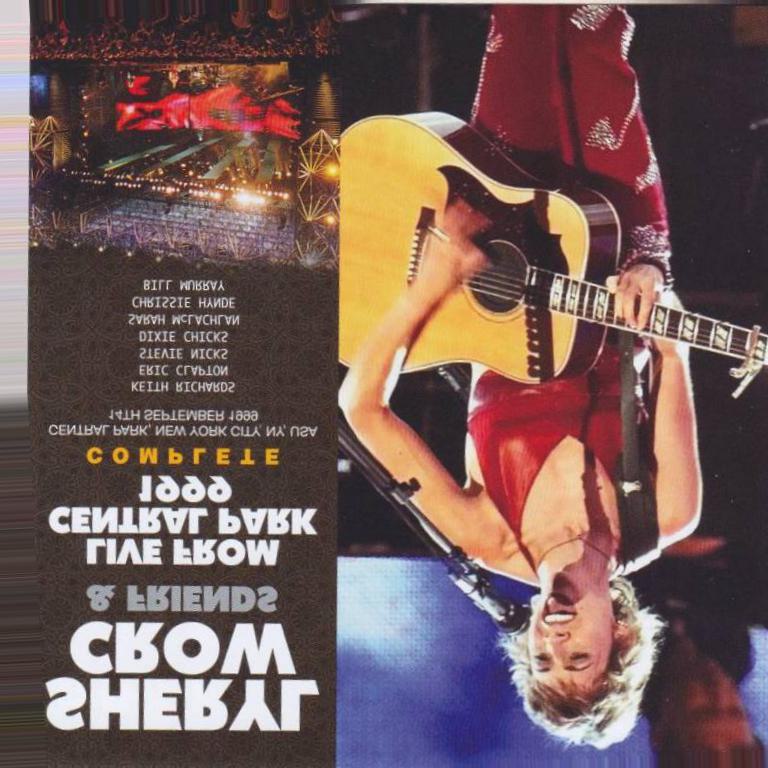 SHERYL
CROW
& FRIENDS
LIVE FROM
CENTRAL PARK
1999
COMPLETE
CENTRAL PARK, NEW YORK CITY, NY, USA
14TH SEPTEMBER 1999
KEITH RICHARDS
ERIC CLAPTON
STEVIE NICKS
DIXIE CHICKS
SARAH McLACHLAN
CHRISSIE HYNDE
BILL MURRAY